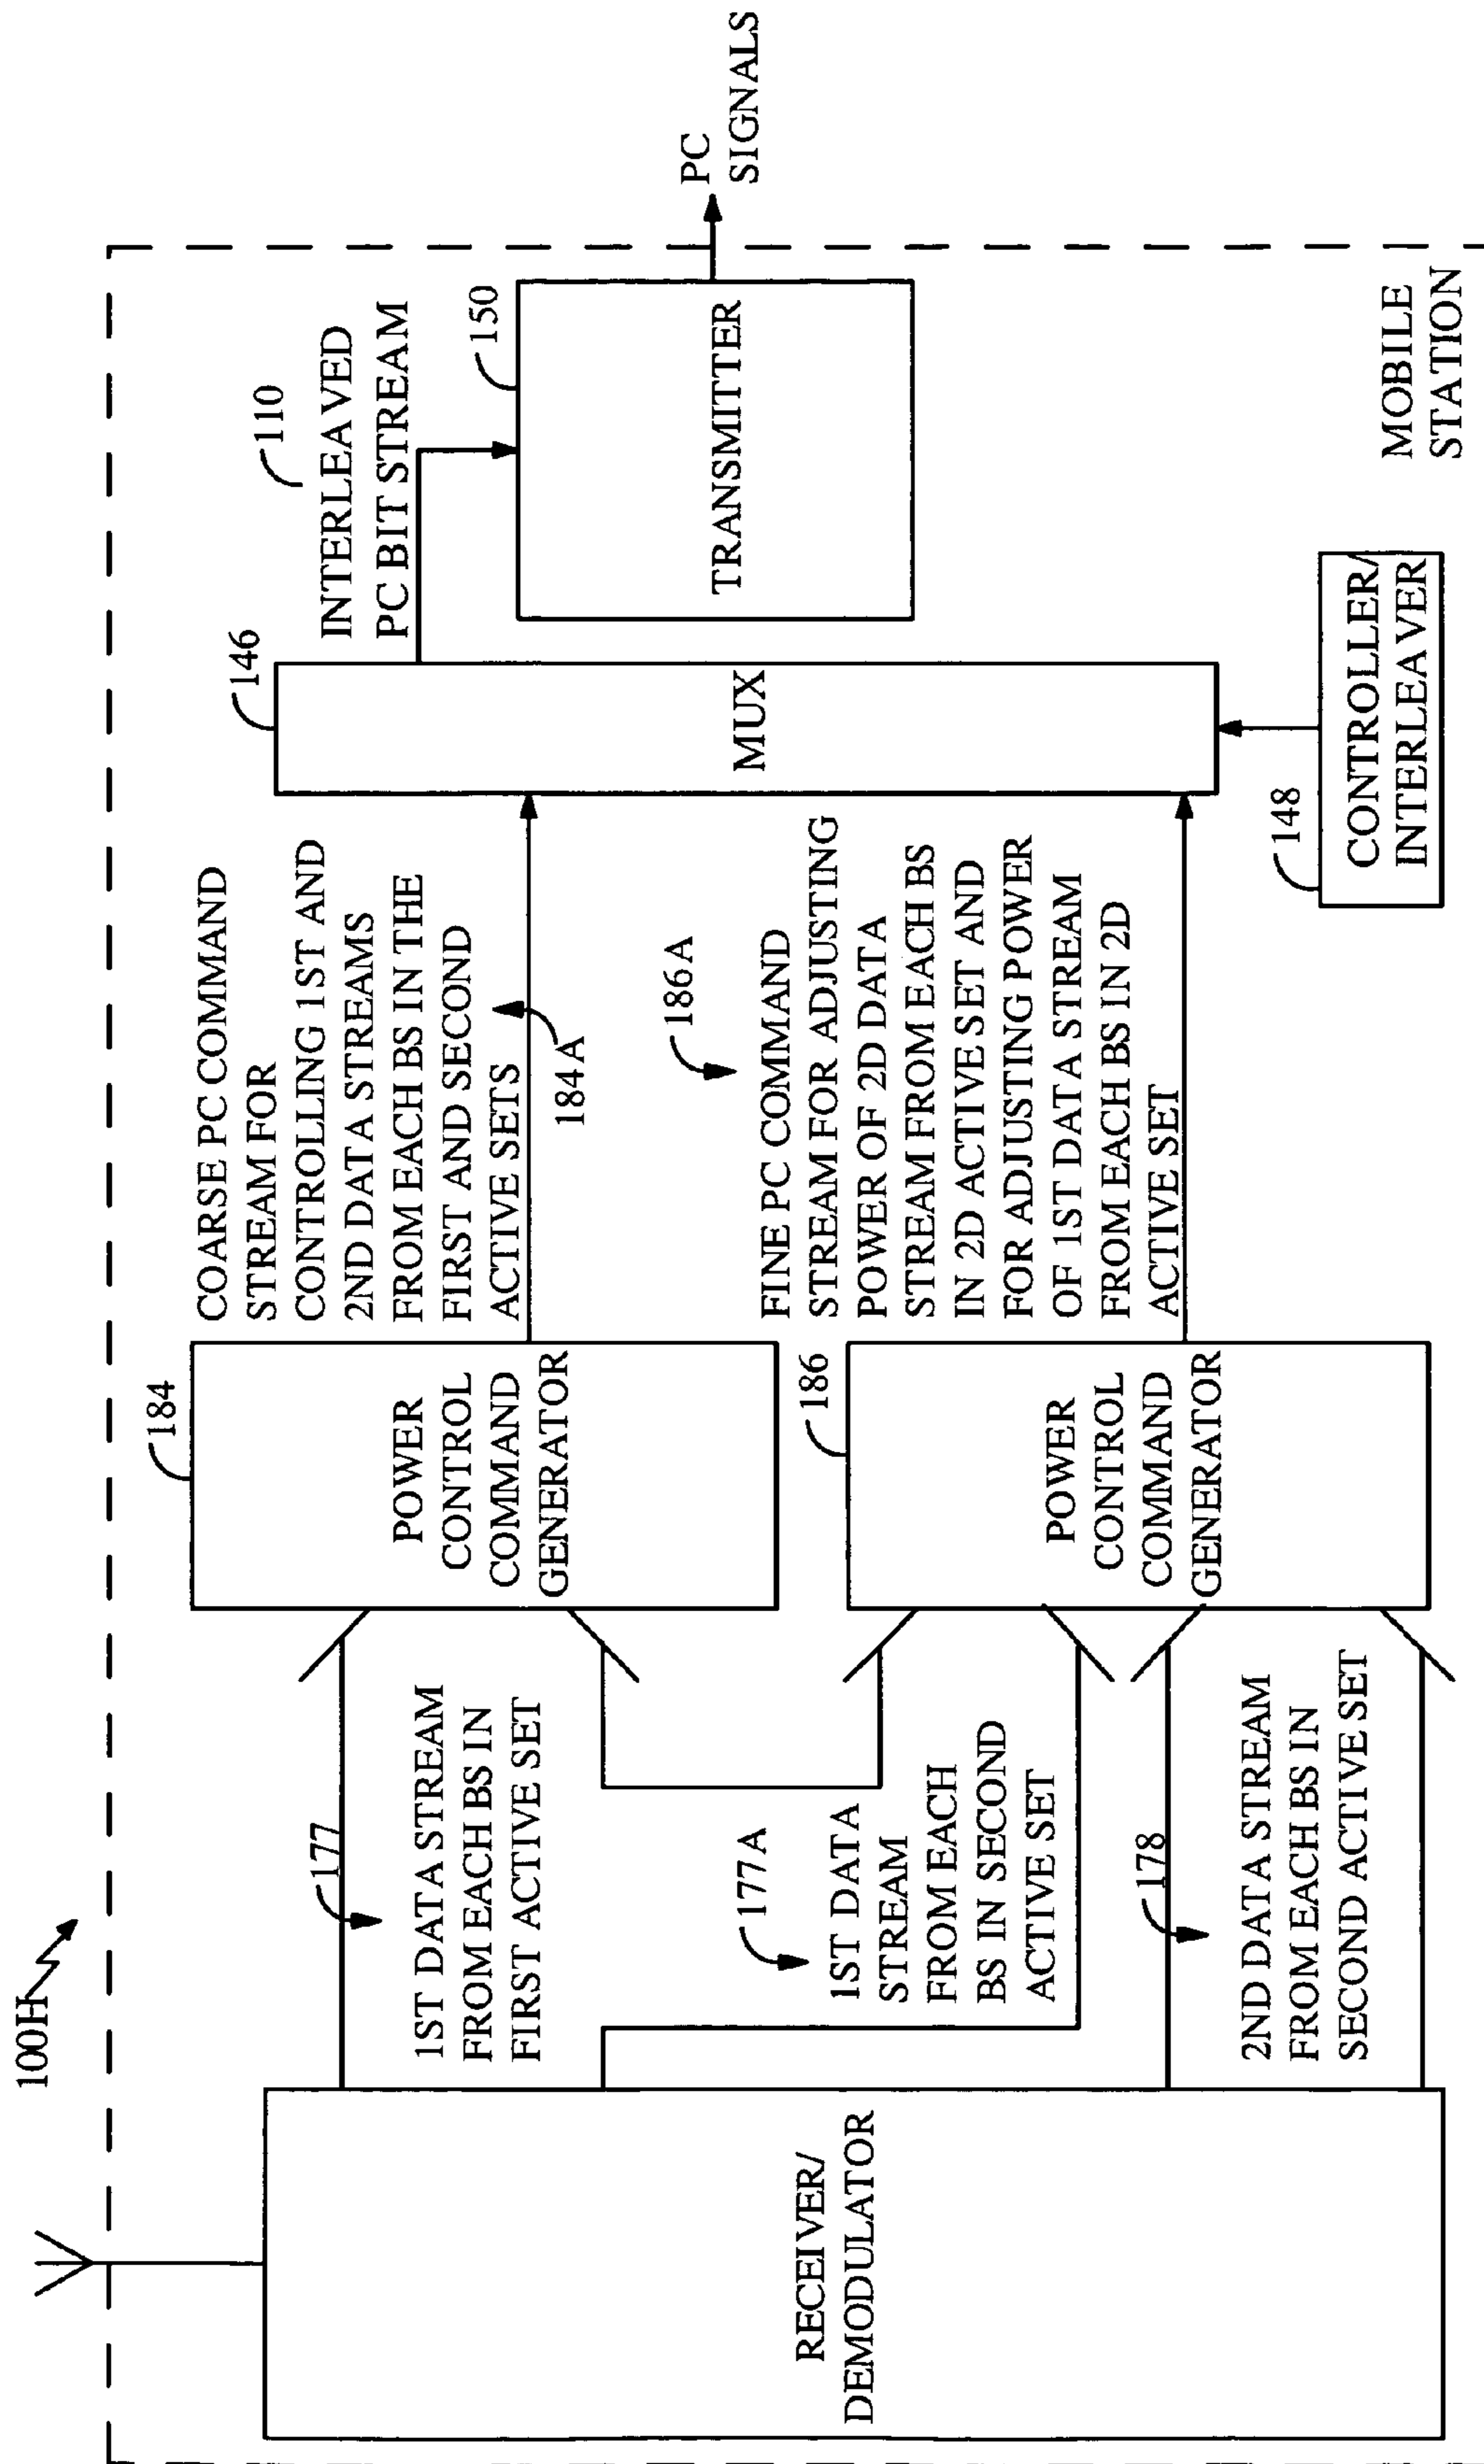 100H
RECEIVER/
DEMODULATOR
177
1ST DATA STREAM
FROM EACH BS IN
FIRST ACTIVE SET
177A
1ST DATA
STREAM
FROM EACH
BS IN SECOND
ACTIVE SET
178
2ND DATA STREAM
FROM EACH BS IN
SECOND ACTIVE SET
184
POWER
CONTROL
COMMAND
GENERATOR
186
POWER
CONTROL
COMMAND
GENERATOR
COARSE PC COMMAND
STREAM FOR
CONTROLLING 1ST AND
2ND DATA STREAMS
FROM EACH BS IN THE
FIRST AND SECOND
ACTIVE SETS
184A
186A
FINE PC COMMAND
STREAM FOR ADJUSTING
POWER OF 2D DATA
STREAM FROM EACH BS
IN 2D ACTIVE SET AND
FOR ADJUSTING POWER
OF 1ST DATA STREAM
FROM EACH BS IN 2D
ACTIVE SET
146
MUX
148
CONTROLLER/
INTERLEAVER
110
INTERLEAVED
PC BIT STREAM
150
TRANSMITTER
PC
SIGNALS
MOBILE
STATION